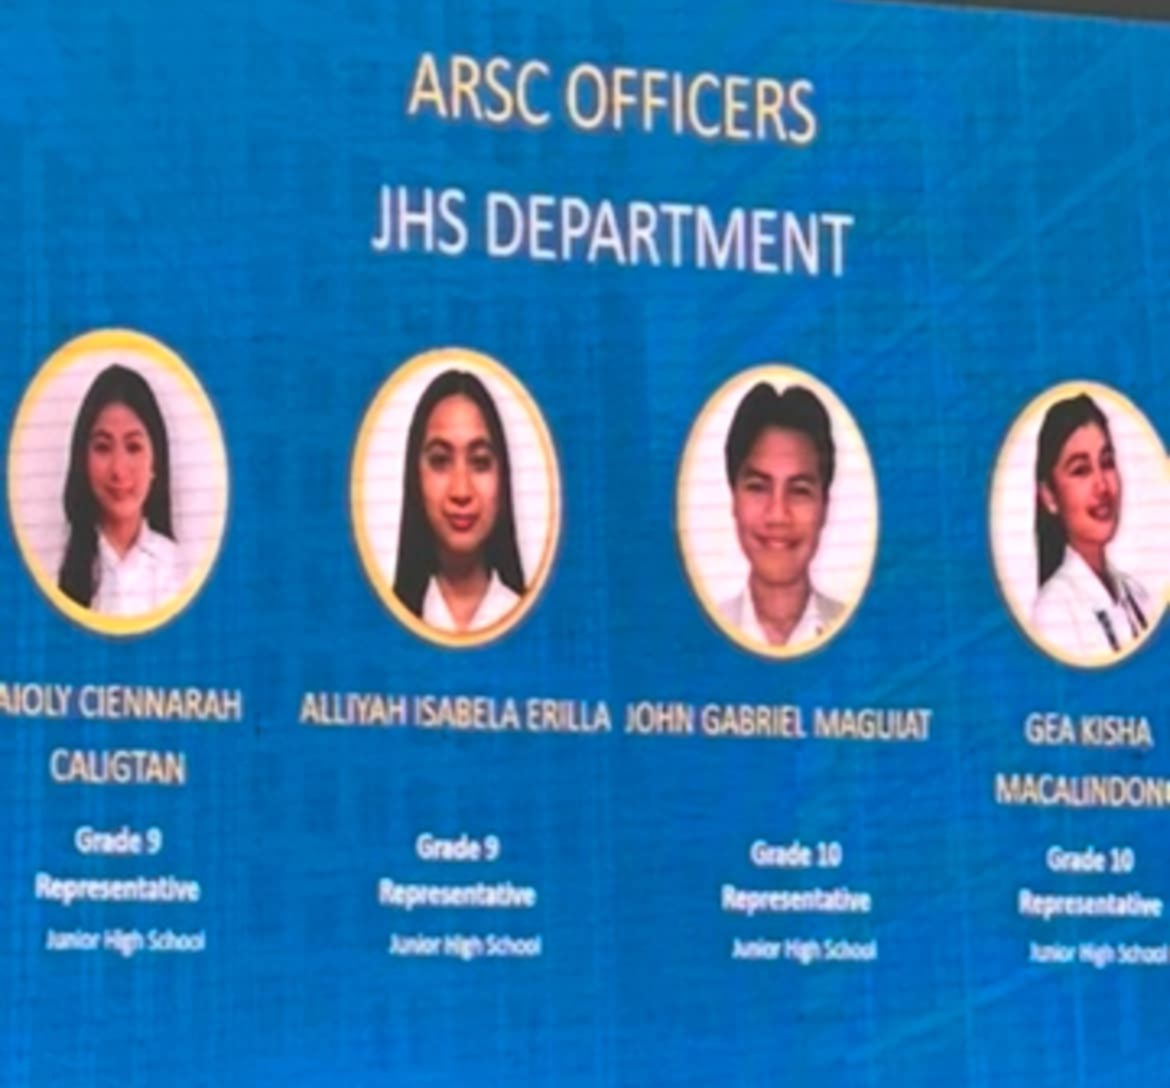 ARSC OFFICERS
JHS DEPARTMENT
AIOLY CIENNARAH
CALIGTAN
Grade 9
Representative
Junior High School
ALLIYAH ISABELA ERILLA
Grade 9
Representative
Junior High School
JOHN GABRIEL MAGUIAT
Grade 10
Representative
Junior High School
GEA KISHA
MACALINDONG
Grade 10
Representative
Junior High School